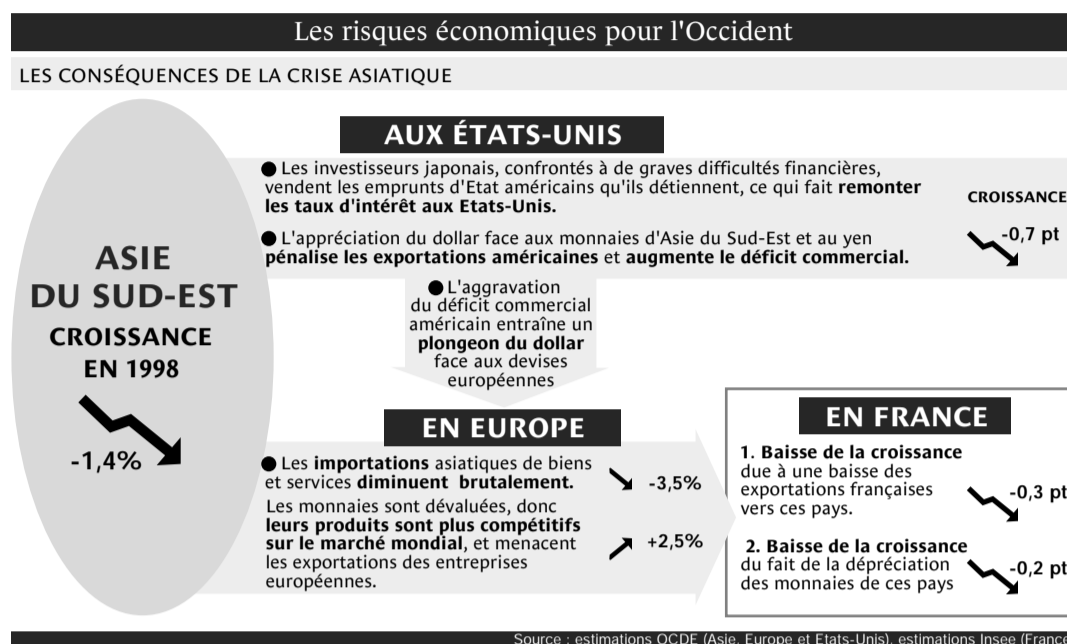 Les risques économiques pour l'Occident
LES CONSÉQUENCES DE LA CRISE ASIATIQUE
ASIE
DU SUD-EST
CROISSANCE
EN 1998
-1,4%
AUX ÉTATS-UNIS
● Les investisseurs japonais, confrontés à de graves difficultés financières,
vendent les emprunts d'Etat américains qu'ils détiennent, ce qui fait remonter
les taux d'intérêt aux Etats-Unis.
● L'appréciation du dollar face aux monnaies d'Asie du Sud-Est et au yen
pénalise les exportations américaines et augmente le déficit commercial.
CROISSANCE
-0,7 pt
● L'aggravation
du déficit commercial
américain entraîne un
plongeon du dollar
face aux devises
européennes
EN EUROPE
● Les importations asiatiques de biens
et services diminuent brutalement.
-3,5%
Les monnaies sont dévaluées, donc
leurs produits sont plus compétitifs
sur le marché mondial, et menacent
les exportations des entreprises
européennes.
+2,5%
EN FRANCE
1. Baisse de la croissance
due à une baisse des
exportations françaises
vers ces pays.
-0,3 pt
2. Baisse de la croissance
du fait de la dépréciation
des monnaies de ces pays
-0,2 pt
Source : estimations OCDE (Asie, Europe et Etats-Unis), estimations Insee (France